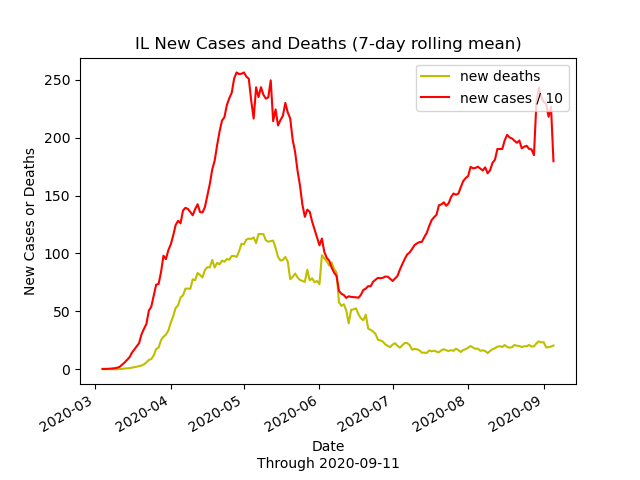 IL New Cases and Deaths (7-day rolling mean)
new deaths
new cases / 10
New Cases or Deaths
250
200
150
100
50
0
2020-03
2020-04
2020-05
2020-06
2020-07
2020-08
2020-09
Date
Through 2020-09-11